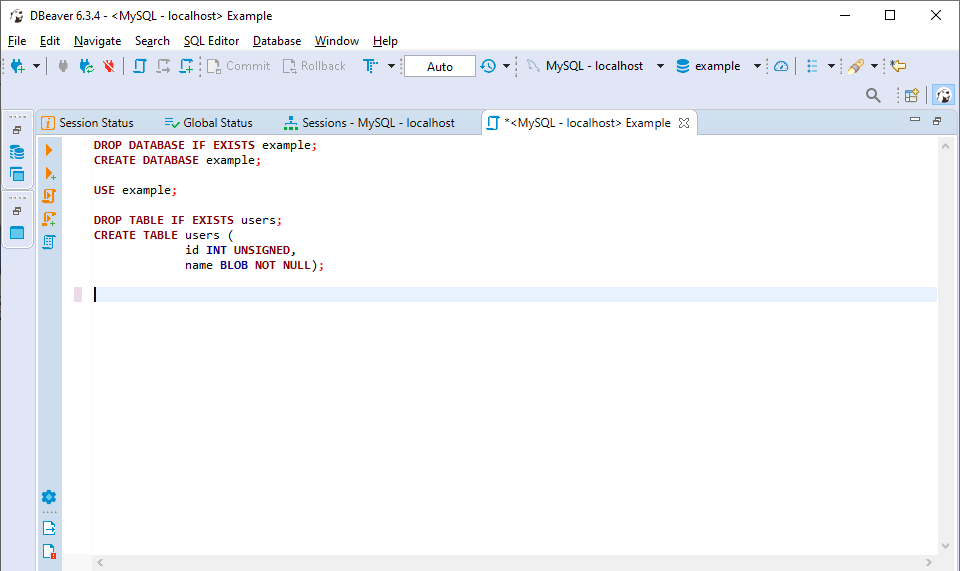 DBeaver 6.3.4 - <MySQL - localhost> Example
File Edit Navigate Search SQL Editor Database Window Help
Commit Rollback Auto MySQL - localhost example
Session Status Global Status Sessions - MySQL - localhost *<MySQL - localhost> Example
DROP DATABASE IF EXISTS example;
CREATE DATABASE example;
USE example;
DROP TABLE IF EXISTS users;
CREATE TABLE users (
id INT UNSIGNED,
name BLOB NOT NULL);